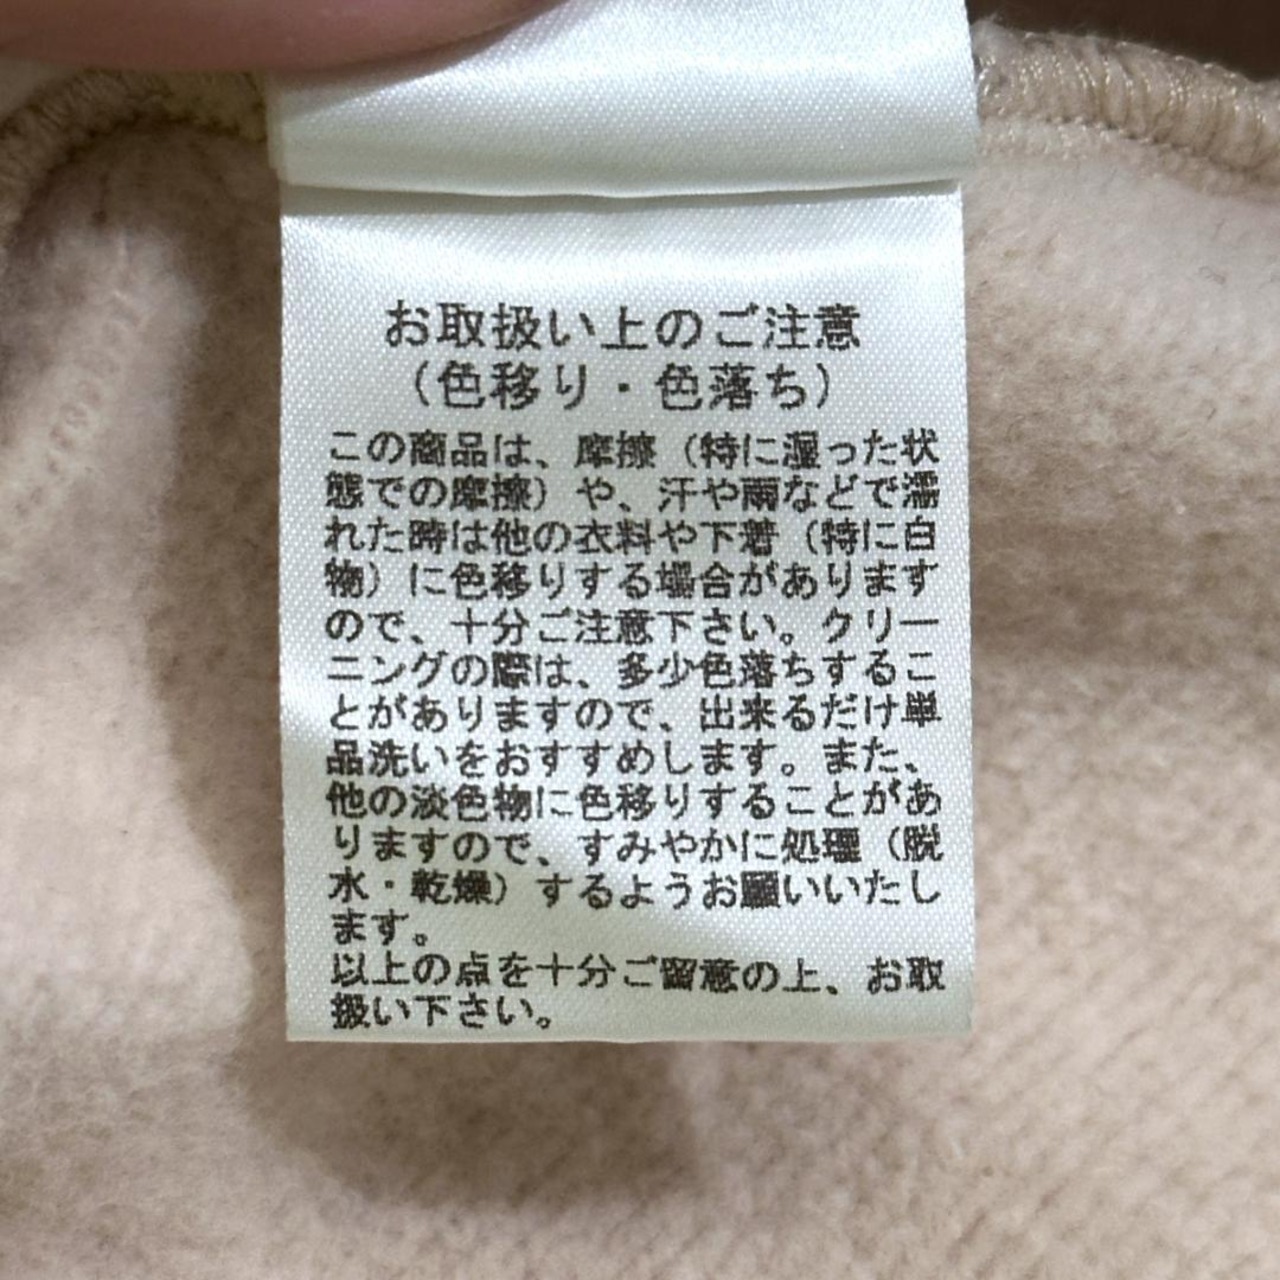 お取扱い上のご注意
（色移り・色落ち）
この商品は、摩擦（特に湿った状
態での摩擦）や、汗や雨などで濡
れた時は他の衣料や下着（特に白
物）に色移りする場合があります
ので、十分ご注意下さい。クリー
ニングの際は、多少色落ちするこ
とがありますので、出来るだけ単
品洗いをおすすめします。また、
他の淡色物に色移りすることがあ
りますので、すみやかに処理（脱
水・乾燥）するようお願いいたし
ます。
以上の点を十分ご留意の上、お取
扱い下さい。